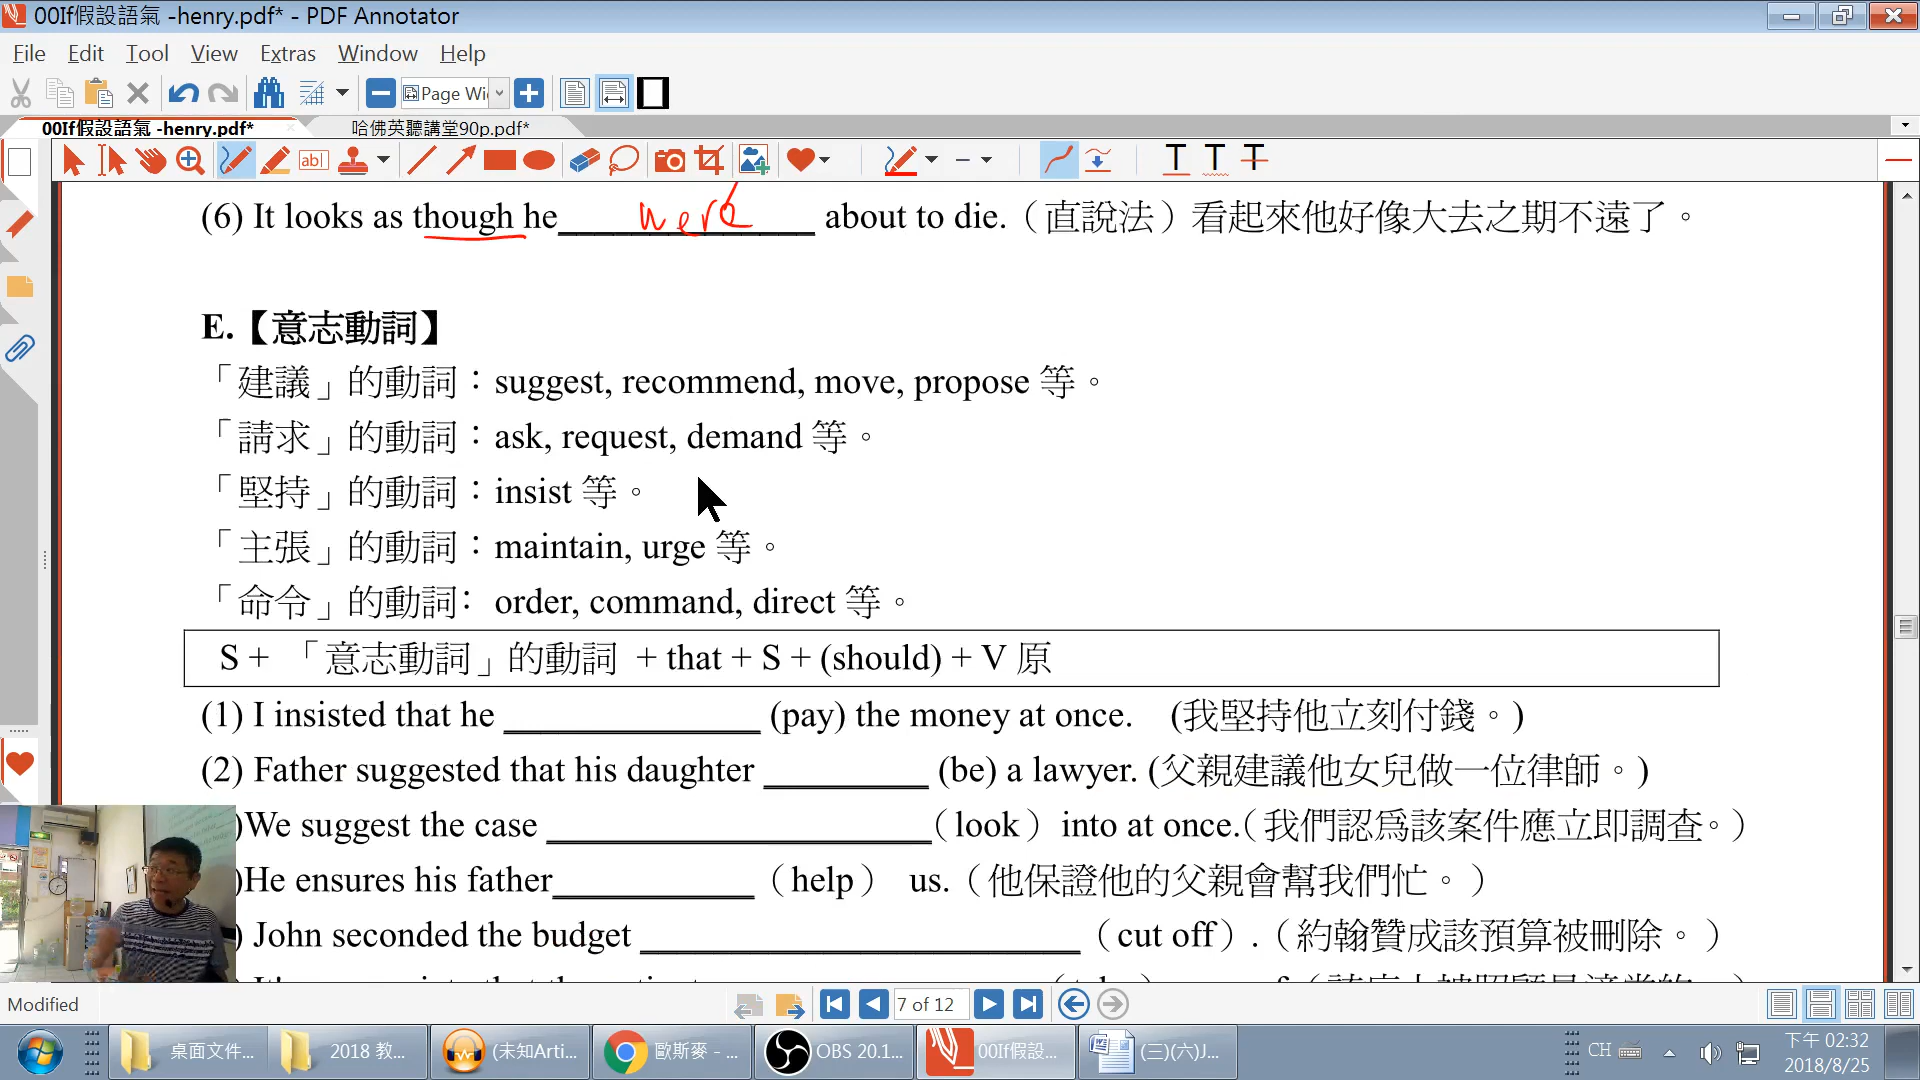 00If假設語氣 -henry.pdf* - PDF Annotator
File Edit Tool View Extras Window Help
Page Wi
00If假設語氣 -henry.pdf* 哈佛英聽講堂90p.pdf*
(6) It looks as though he were about to die.（直說法）看起來他好像大去之期不遠了。
E.【意志動詞】
「建議」的動詞：suggest, recommend, move, propose 等。
「請求」的動詞：ask, request, demand 等。
「堅持」的動詞：insist 等。
「主張」的動詞：maintain, urge 等。
「命令」的動詞： order, command, direct 等。
S + 「意志動詞」的動詞 + that + S + (should) + V 原
(1) I insisted that he ____ (pay) the money at once. (我堅持他立刻付錢。)
(2) Father suggested that his daughter ____ (be) a lawyer. (父親建議他女兒做一位律師。)
)We suggest the case ____（look）into at once.（我們認為該案件應立即調查。）
)He ensures his father____（help） us.（他保證他的父親會幫我們忙。）
) John seconded the budget ____（cut off）.（約翰贊成該預算被刪除。）
Modified 7 of 12
桌面文件... 2018 教... (未知Arti... 歐斯麥 - ... OBS 20.1... 00If假設... (三)(六)J... CH 下午 02:32
2018/8/25